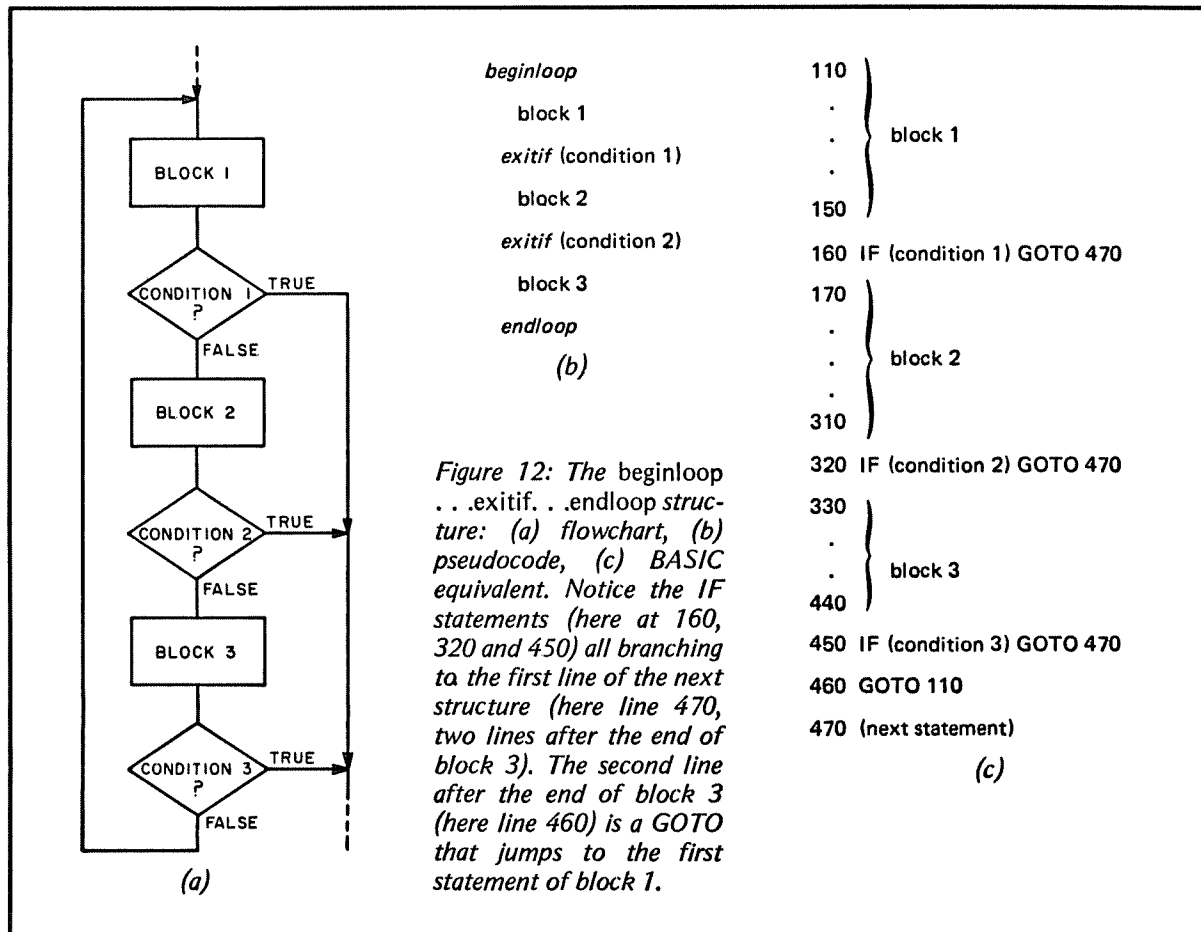 BLOCK 1
CONDITION 1
?
TRUE
FALSE
BLOCK 2
CONDITION 2
?
TRUE
FALSE
BLOCK 3
CONDITION 3
?
TRUE
FALSE
(a)
beginloop
block 1
exitif (condition 1)
block 2
exitif (condition 2)
block 3
endloop
(b)
Figure 12: The beginloop
. . .exitif. . .endloop struc-
ture: (a) flowchart, (b)
pseudocode, (c) BASIC
equivalent. Notice the IF
statements (here at 160,
320 and 450) all branching
to the first line of the next
structure (here line 470,
two lines after the end of
block 3). The second line
after the end of block 3
(here line 460) is a GOTO
that jumps to the first
statement of block 1.
110
.
.
.
150
block 1
160 IF (condition 1) GOTO 470
170
.
.
.
310
block 2
320 IF (condition 2) GOTO 470
330
.
.
.
440
block 3
450 IF (condition 3) GOTO 470
460 GOTO 110
470 (next statement)
(c)